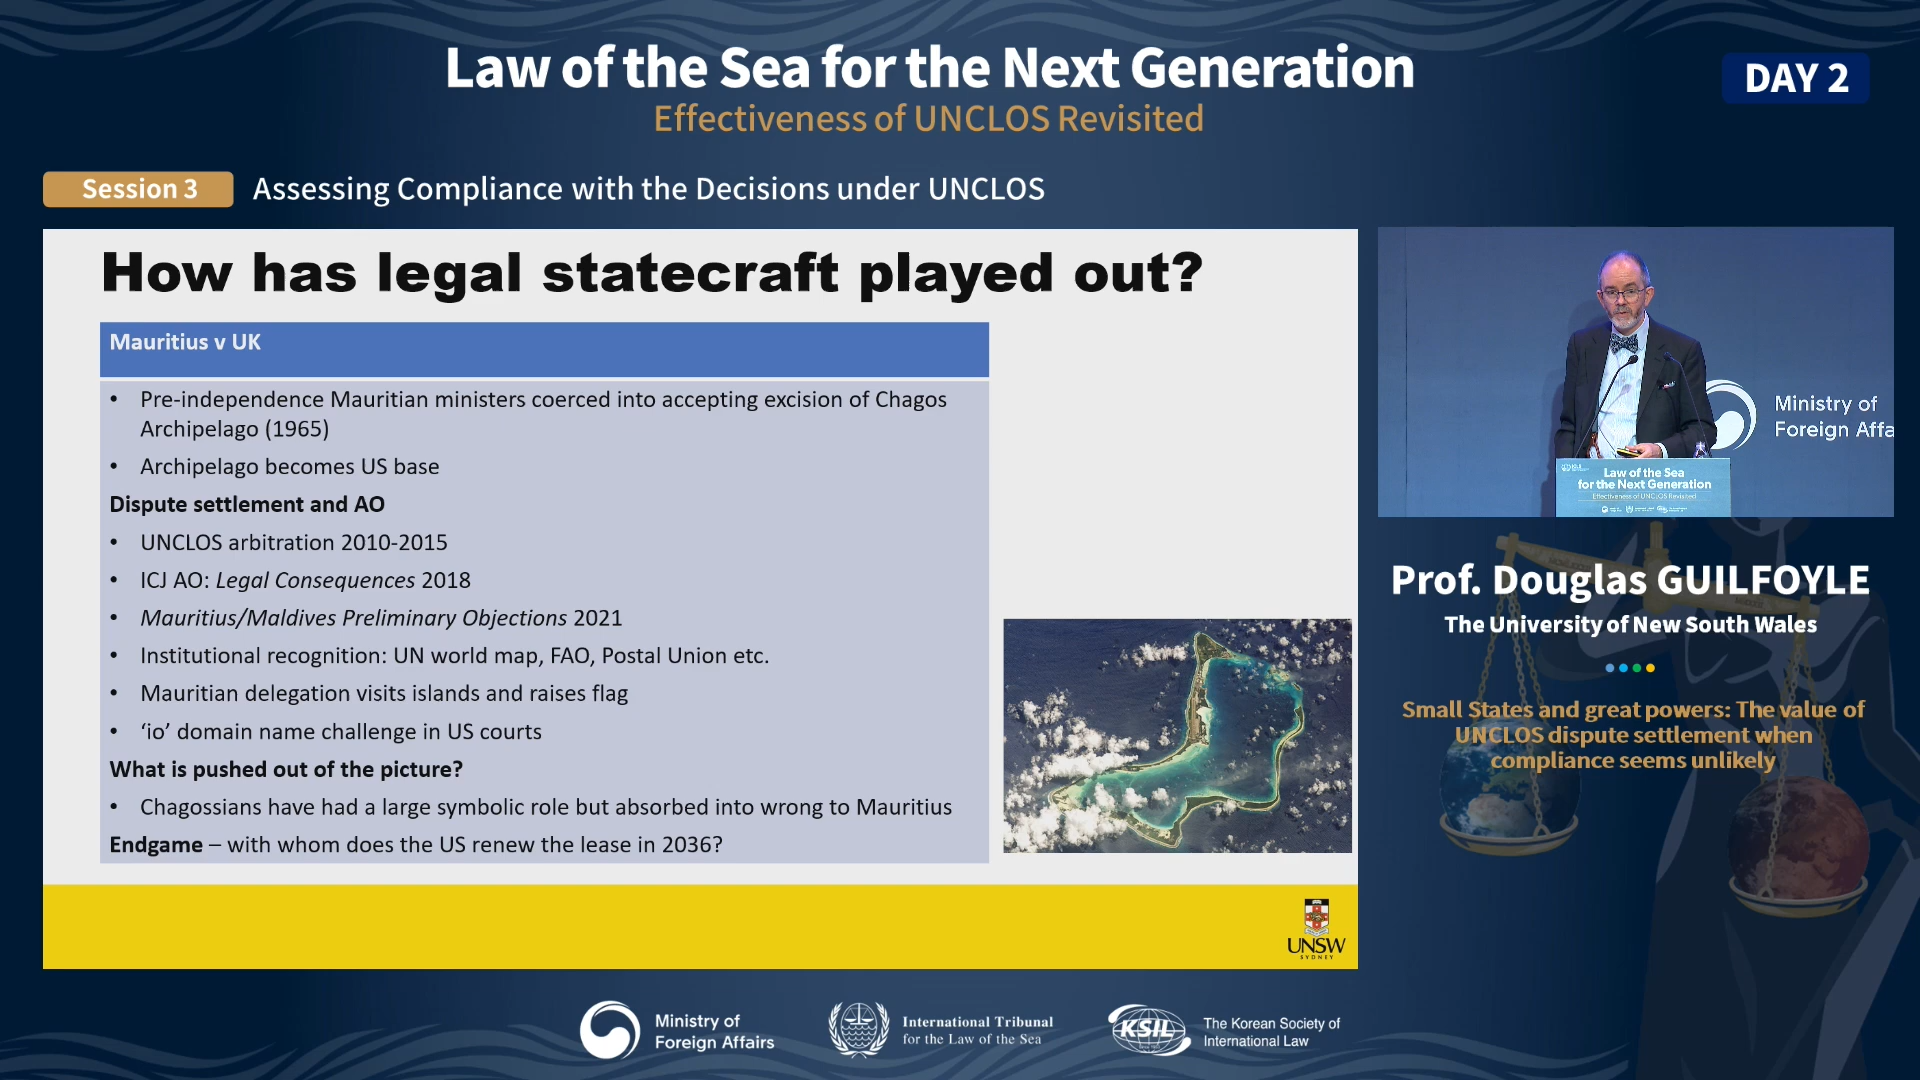 Law of the Sea for the Next Generation
Effectiveness of UNCLOS Revisited
DAY 2
Session 3
Assessing Compliance with the Decisions under UNCLOS
How has legal statecraft played out?
Mauritius v UK
• Pre-independence Mauritian ministers coerced into accepting excision of Chagos
Archipelago (1965)
• Archipelago becomes US base
Dispute settlement and AO
• UNCLOS arbitration 2010-2015
• ICJ AO: Legal Consequences 2018
• Mauritius/Maldives Preliminary Objections 2021
• Institutional recognition: UN world map, FAO, Postal Union etc.
• Mauritian delegation visits islands and raises flag
• ‘io’ domain name challenge in US courts
What is pushed out of the picture?
• Chagossians have had a large symbolic role but absorbed into wrong to Mauritius
Endgame – with whom does the US renew the lease in 2036?
UNSW
SYDNEY
Ministry of
Foreign Affa
Law of the Sea
for the Next Generation
Effectiveness of UNCLOS Revisited
Prof. Douglas GUILFOYLE
The University of New South Wales
Small States and great powers: The value of
UNCLOS dispute settlement when
compliance seems unlikely
Ministry of
Foreign Affairs
International Tribunal
for the Law of the Sea
KSIL
The Korean Society of
International Law